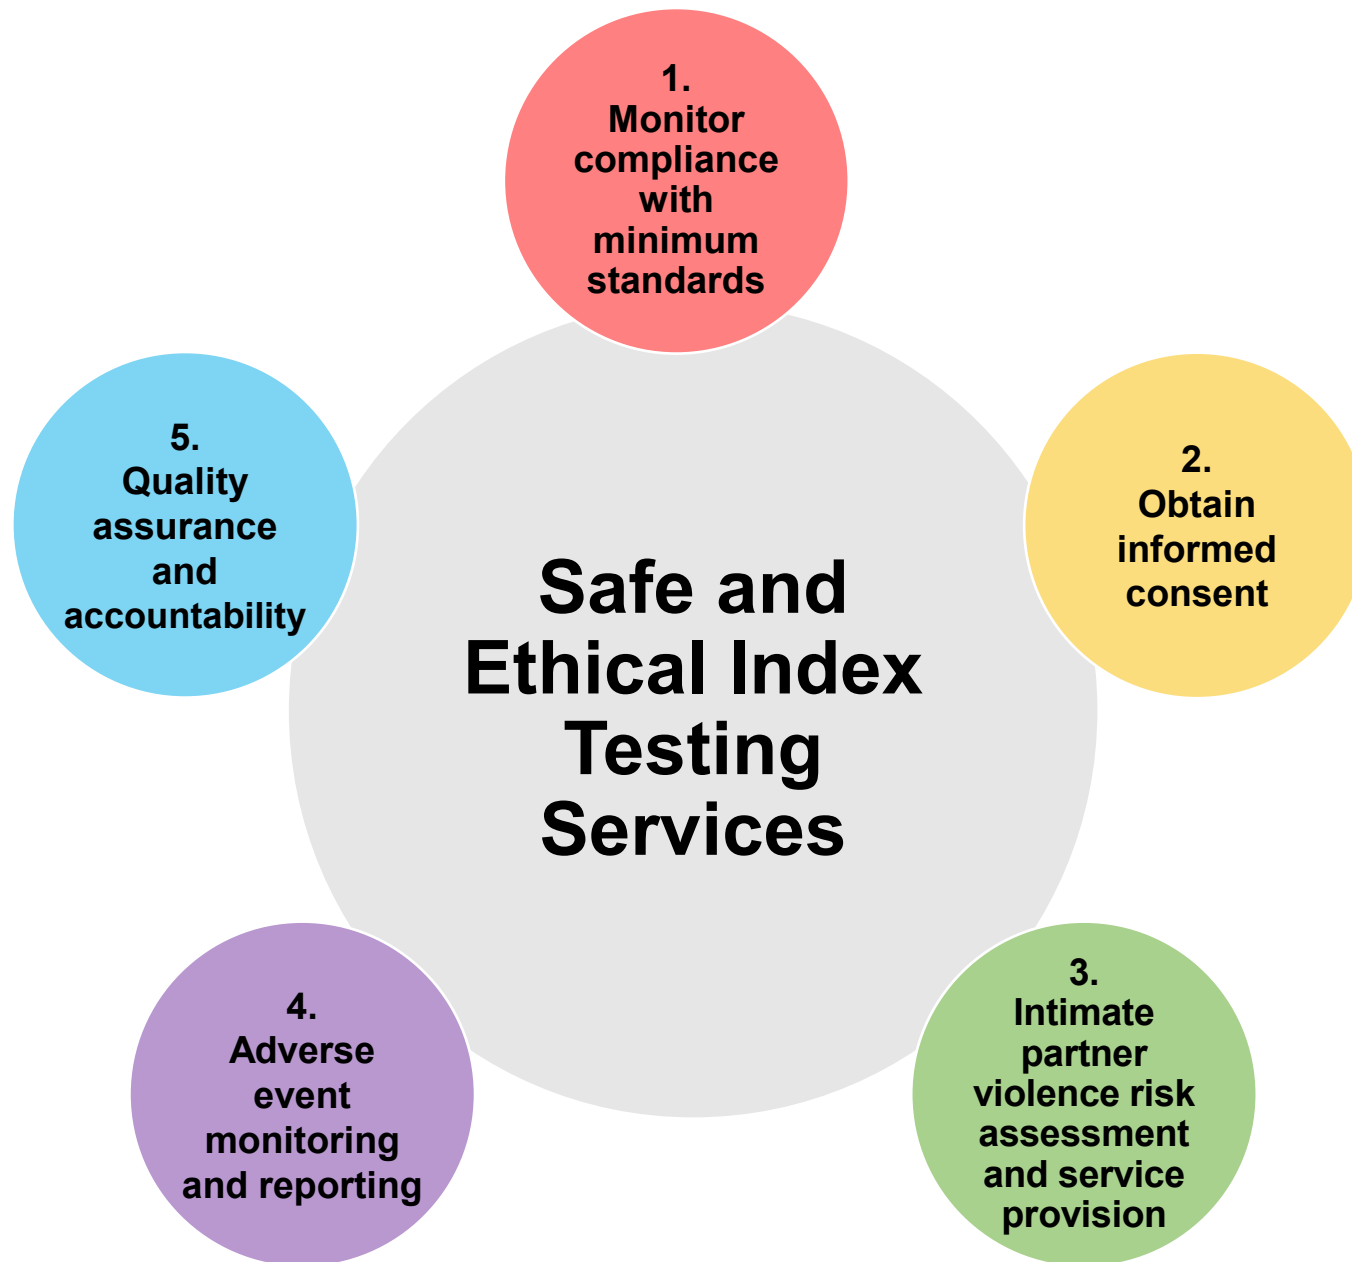 1.
Monitor
compliance
with
minimum
standards
2.
Obtain
informed
consent
3.
Intimate
partner
violence risk
assessment
and service
provision
4.
Adverse
event
monitoring
and reporting
5.
Quality
assurance
and
accountability
Safe and
Ethical Index
Testing
Services